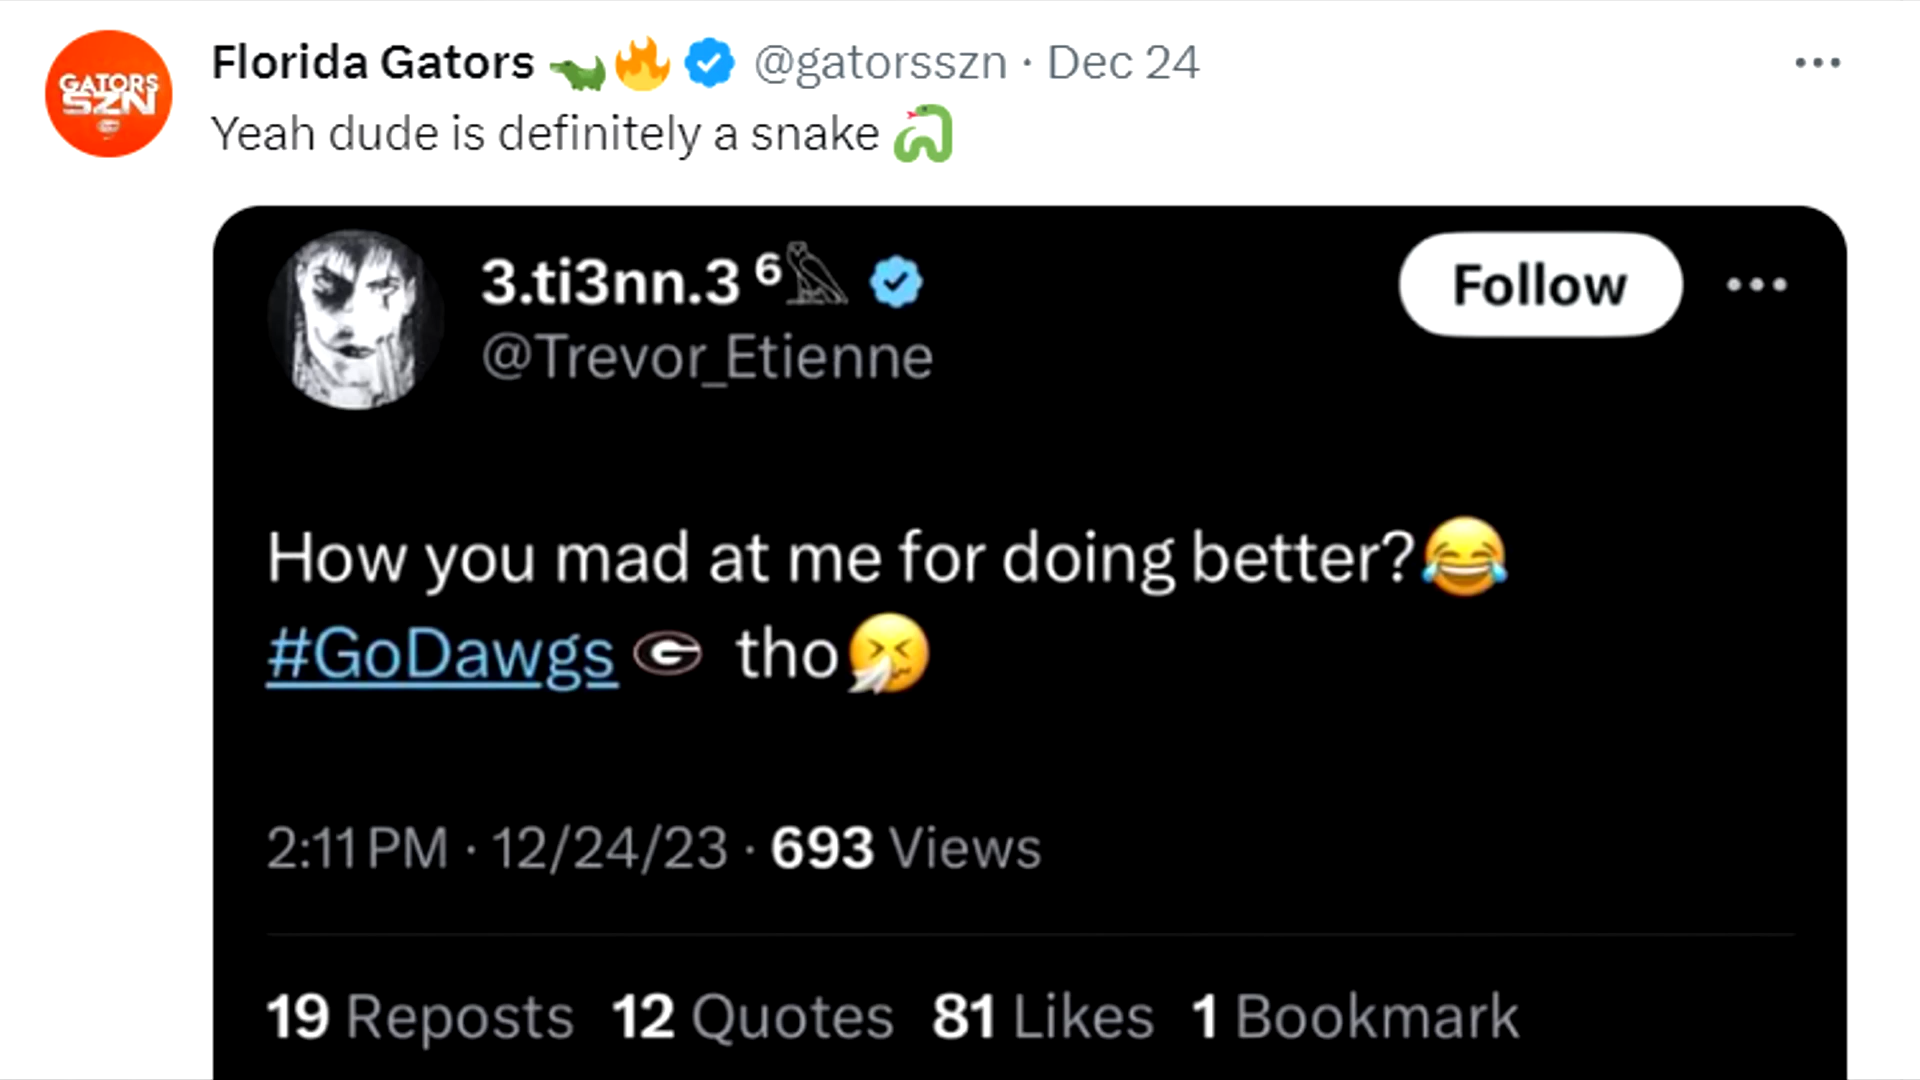 GATORS
SZN
Florida Gators 🐊🔥 @gatorsszn · Dec 24
Yeah dude is definitely a snake 🐍
3.ti3nn.3 ⁶𓅓
@Trevor_Etienne
Follow
How you mad at me for doing better?😂
#GoDawgs G tho🤧
2:11 PM · 12/24/23 · 693 Views
19 Reposts 12 Quotes 81 Likes 1 Bookmark